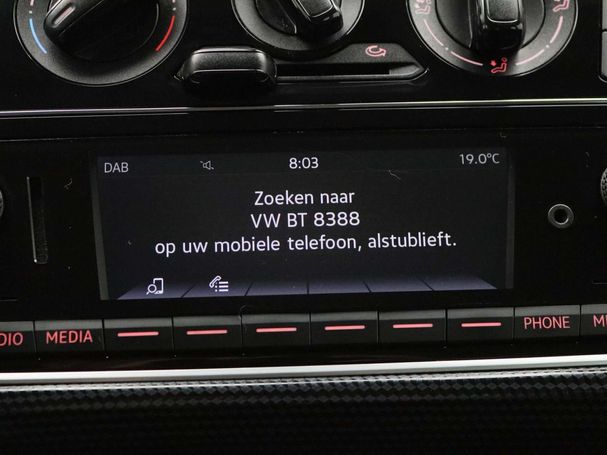 DAB 8:03 19.0°C
Zoeken naar
VW BT 8388
op uw mobiele telefoon, alstublieft.
MEDIA PHONE